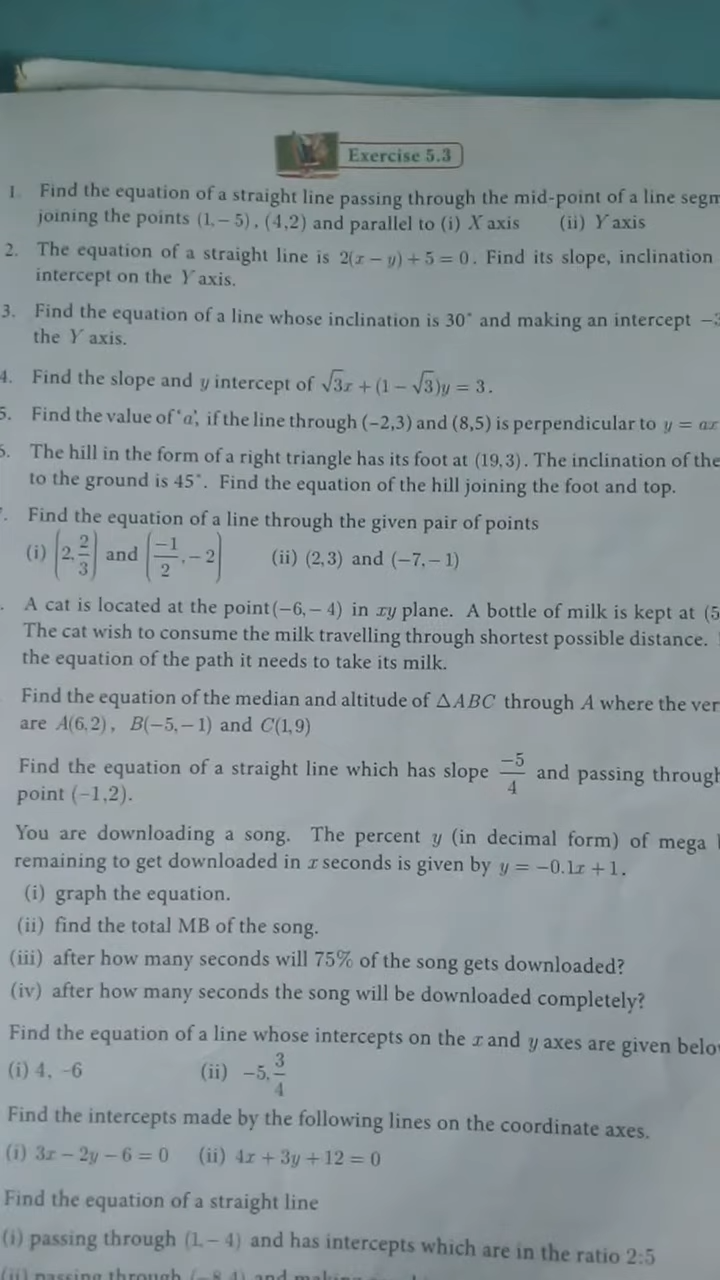 Exercise 5.3
1. Find the equation of a straight line passing through the mid-point of a line segm
joining the points (1,−5), (4,2) and parallel to (i) X axis (ii) Y axis
2. The equation of a straight line is 2(x − y) + 5 = 0. Find its slope, inclination
intercept on the Y axis.
3. Find the equation of a line whose inclination is 30˚ and making an intercept −3
the Y axis.
4. Find the slope and y intercept of √3x + (1 − √3)y = 3.
5. Find the value of 'a', if the line through (–2,3) and (8,5) is perpendicular to y = ax
6. The hill in the form of a right triangle has its foot at (19,3). The inclination of the
to the ground is 45˚. Find the equation of the hill joining the foot and top.
Find the equation of a line through the given pair of points
(i) (2, 2/3) and (−1/2, −2) (ii) (2,3) and (−7,−1)
A cat is located at the point (−6,−4) in xy plane. A bottle of milk is kept at (5
The cat wish to consume the milk travelling through shortest possible distance.
the equation of the path it needs to take its milk.
Find the equation of the median and altitude of ΔABC through A where the ver
are A(6,2), B(−5,−1) and C(1,9)
Find the equation of a straight line which has slope −5/4 and passing through
point (−1,2).
You are downloading a song. The percent y (in decimal form) of mega
remaining to get downloaded in x seconds is given by y = −0.1x + 1.
(i) graph the equation.
(ii) find the total MB of the song.
(iii) after how many seconds will 75% of the song gets downloaded?
(iv) after how many seconds the song will be downloaded completely?
Find the equation of a line whose intercepts on the x and y axes are given belo
(i) 4, –6 (ii) −5, 3/4
Find the intercepts made by the following lines on the coordinate axes.
(i) 3x − 2y − 6 = 0 (ii) 4x + 3y + 12 = 0
Find the equation of a straight line
(i) passing through (1,−4) and has intercepts which are in the ratio 2:5
(ii) passing through (−8,4) and making